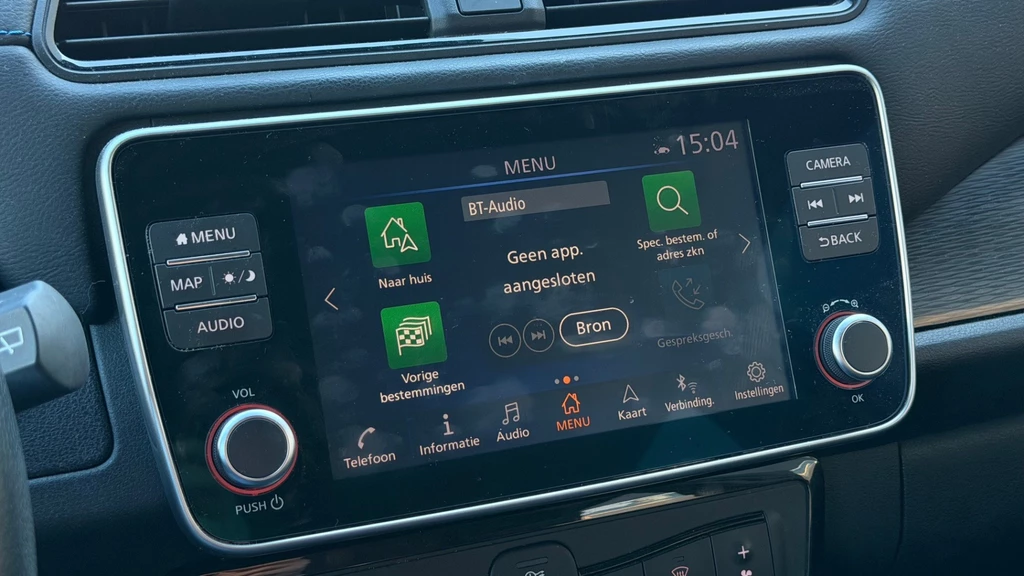 MENU
15:04
CAMERA
BT-Audio
MENU
MAP
AUDIO
BACK
Naar huis
Geen app.
aangesloten
Spec. bestem. of
adres zkn
Bron
Gespreksgesch.
Vorige
bestemmingen
Telefoon
Informatie
Audio
MENU
Kaart
Verbinding.
Instellingen
VOL
PUSH
OK